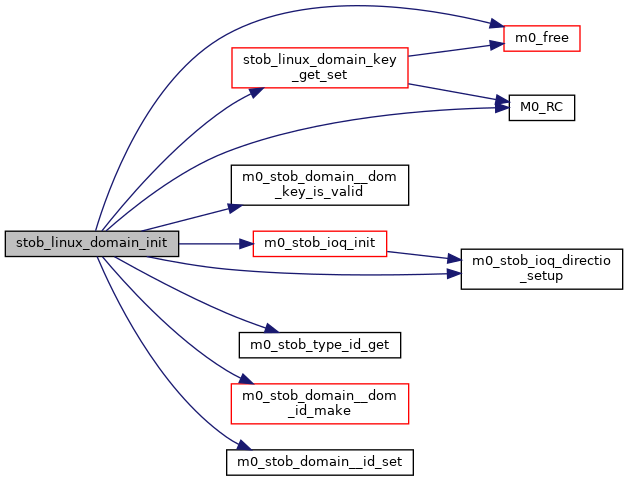 m0_free
stob_linux_domain_key
_get_set
M0_RC
m0_stob_domain__dom
_key_is_valid
stob_linux_domain_init
m0_stob_ioq_init
m0_stob_ioq_directio
_setup
m0_stob_type_id_get
m0_stob_domain__dom
_id_make
m0_stob_domain__id_set